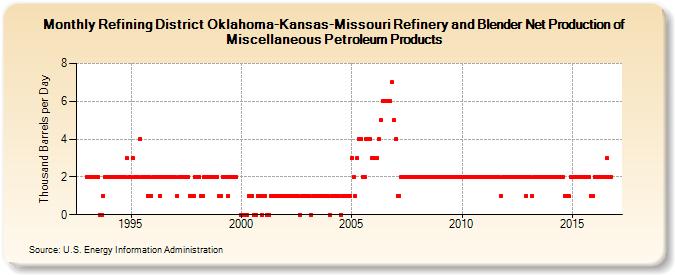 Monthly Refining District Oklahoma-Kansas-Missouri Refinery and Blender Net Production of
Miscellaneous Petroleum Products
Thousand Barrels per Day
8
6
4
2
0
1995
2000
2005
2010
2015
Source: U.S. Energy Information Administration